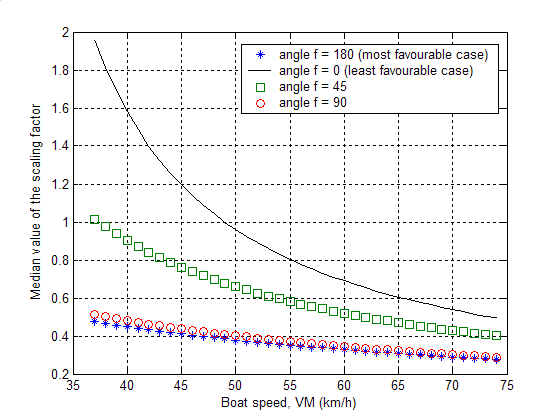 2
angle f = 180 (most favourable case)
angle f = 0 (least favourable case)
angle f = 45
angle f = 90
1.8
1.6
1.4
1.2
1
0.8
0.6
0.4
0.2
Median value of the scaling factor
35 40 45 50 55 60 65 70 75
Boat speed, VM (km/h)